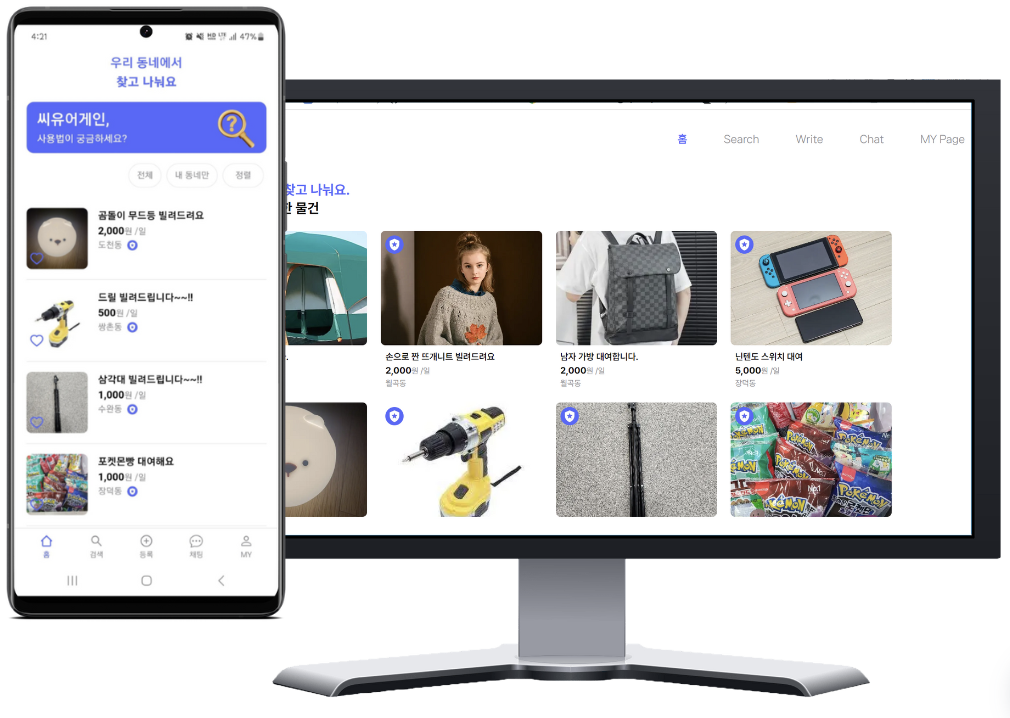 4:21
47%
우리 동네에서
찾고 나눠요
씨유어게인,
사용법이 궁금하세요?
전체
내 동네만
정렬
곰돌이 무드등 빌려드려요
2,000원 /일
도천동
드릴 빌려드립니다~~!!
500원 /일
쌍촌동
삼각대 빌려드립니다~~!!
1,000원 /일
수완동
포켓몬빵 대여해요
1,000원 /일
장덕동
홈
검색
등록
채팅
MY
홈
Search
Write
Chat
MY Page
찾고 나눠요.
한 물건
손으로 짠 뜨개니트 빌려드려요
2,000원 /일
월곡동
남자 가방 대여합니다.
2,000원 /일
월곡동
닌텐도 스위치 대여
5,000원 /일
장덕동
POKéMON
POKéMON